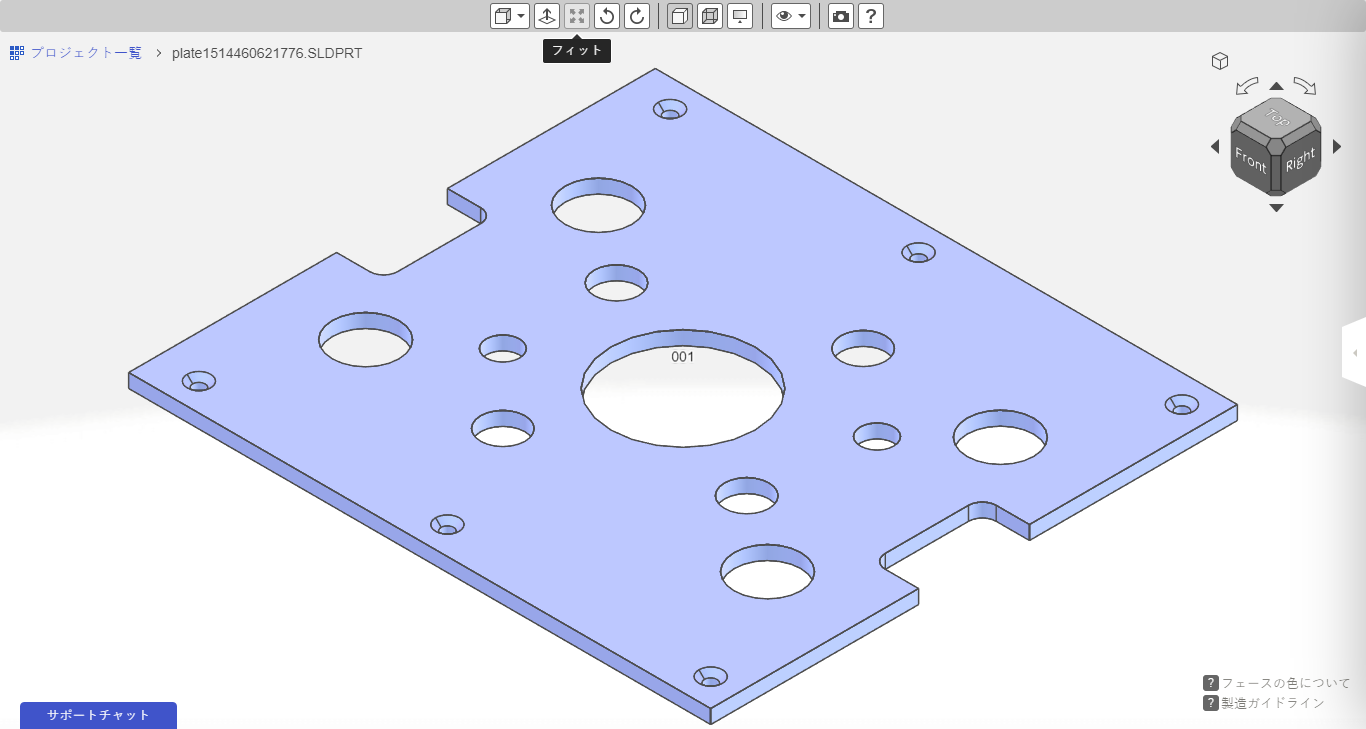 ?
フィット
プロジェクト一覧 › plate1514460621776.SLDPRT
Top
Front Right
001
? フェースの色について
? 製造ガイドライン
サポートチャット